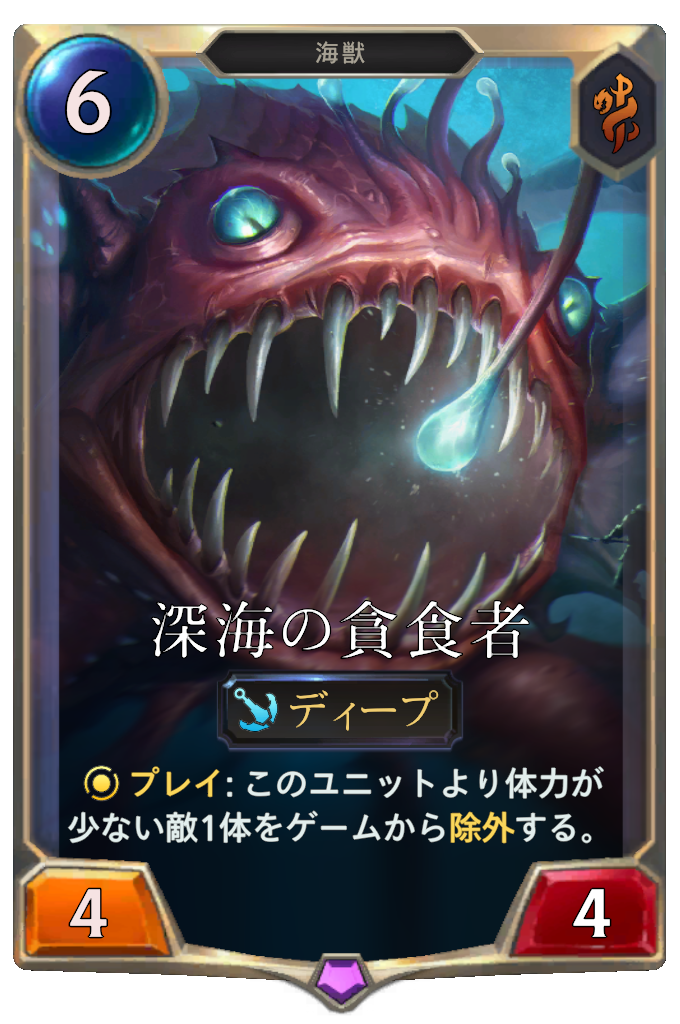 海獣
6
深海の貪食者
ディープ
プレイ: このユニットより体力が
少ない敵1体をゲームから除外する。
4
4